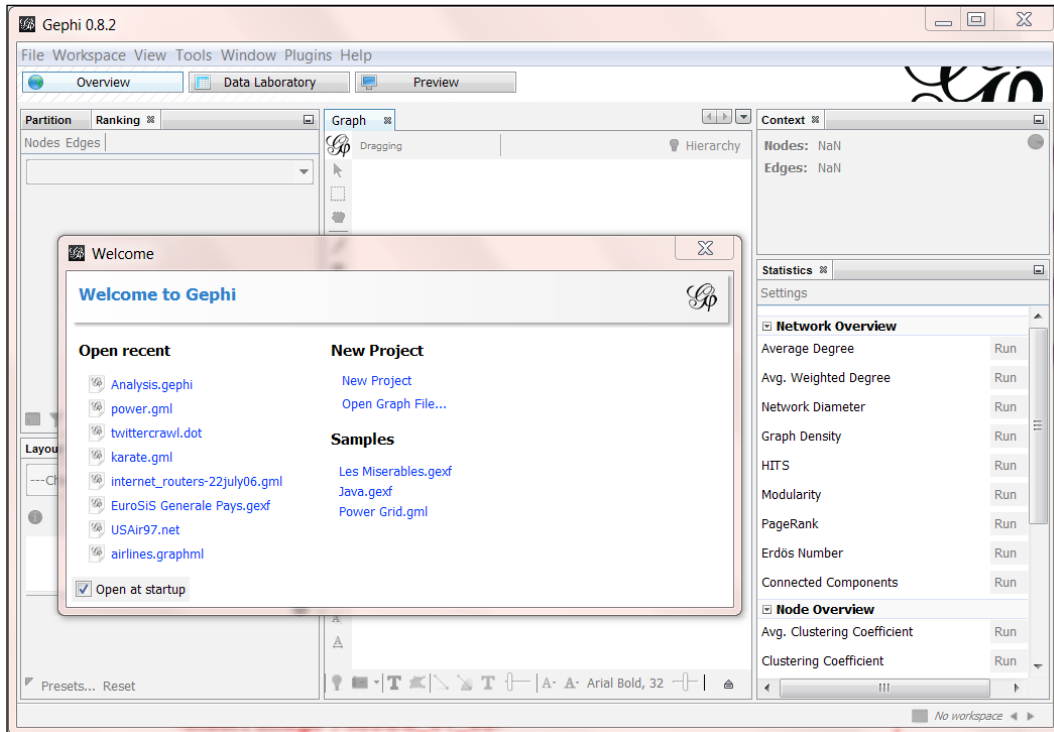 Gephi 0.8.2
File Workspace View Tools Window Plugins Help
Overview Data Laboratory Preview
Partition Ranking
Nodes Edges
Graph
Dragging
Hierarchy
Context
Nodes: NaN
Edges: NaN
Welcome
Welcome to Gephi
Open recent
Analysis.gephi
power.gml
twittercrawl.dot
karate.gml
internet_routers-22july06.gml
EuroSiS Generale Pays.gexf
USAir97.net
airlines.graphml
Open at startup
New Project
New Project
Open Graph File...
Samples
Les Miserables.gexf
Java.gexf
Power Grid.gml
Statistics
Settings
Network Overview
Average Degree Run
Avg. Weighted Degree Run
Network Diameter Run
Graph Density Run
HITS Run
Modularity Run
PageRank Run
Erdös Number Run
Connected Components Run
Node Overview
Avg. Clustering Coefficient Run
Clustering Coefficient Run
Presets... Reset
T T A- A- Arial Bold, 32
No workspace